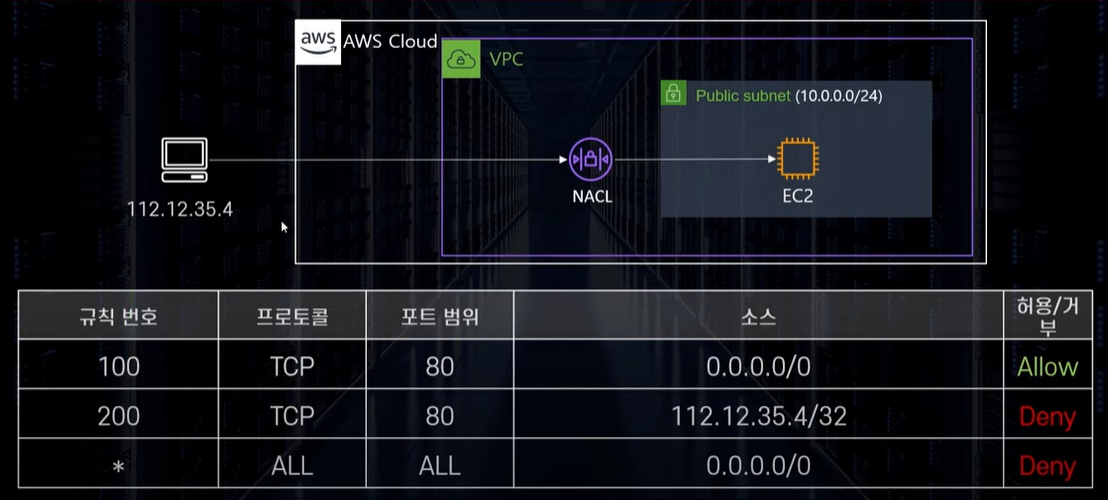 aws
AWS Cloud
VPC
Public subnet (10.0.0.0/24)
NACL
EC2
112.12.35.4
규칙 번호 프로토콜 포트 범위 소스 허용/거
부
100 TCP 80 0.0.0.0/0 Allow
200 TCP 80 112.12.35.4/32 Deny
* ALL ALL 0.0.0.0/0 Deny